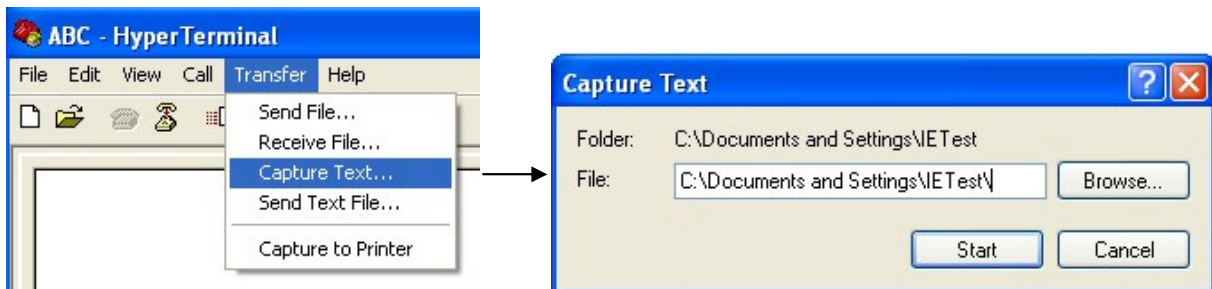 ABC - HyperTerminal
File Edit View Call Transfer Help
Send File...
Receive File...
Capture Text...
Send Text File...
Capture to Printer
Capture Text
Folder: C:\Documents and Settings\IETest
File: C:\Documents and Settings\IETest\
Browse...
Start Cancel